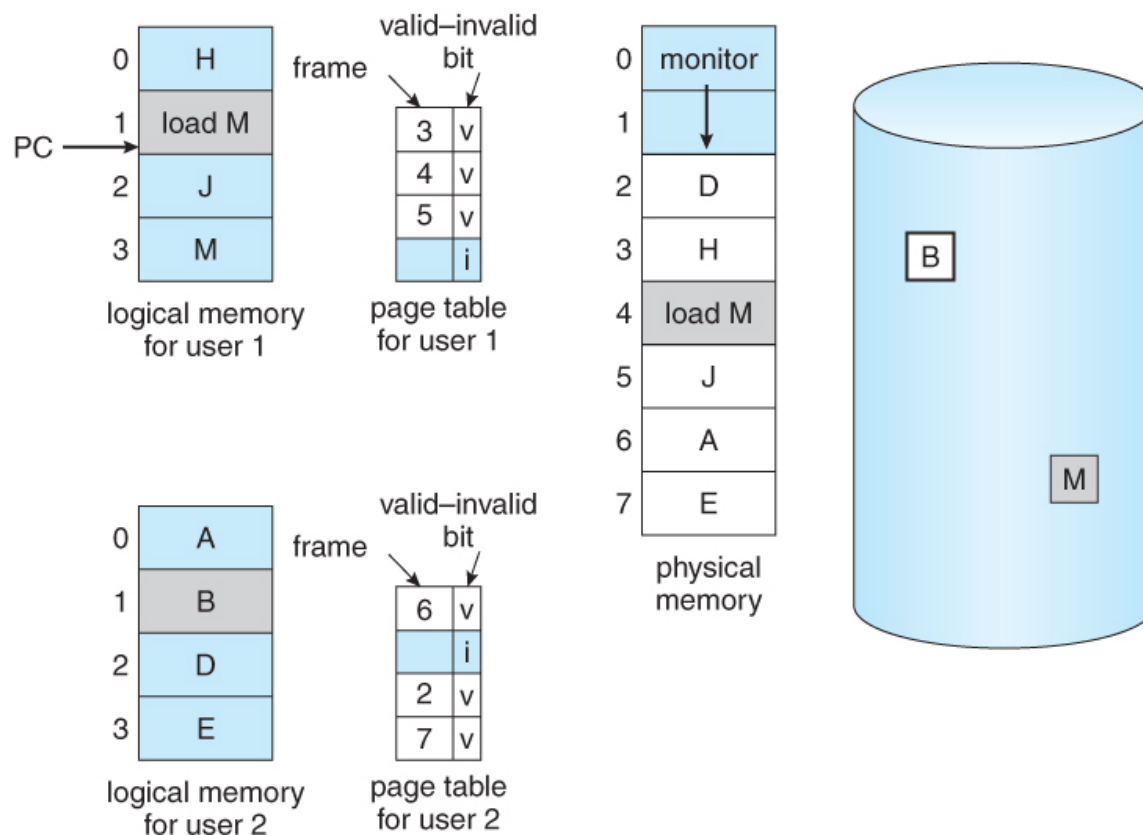 0 H
1 load M
PC
2 J
3 M
logical memory
for user 1
valid–invalid
bit
frame
3 v
4 v
5 v
i
page table
for user 1
0 A
1 B
2 D
3 E
logical memory
for user 2
valid–invalid
bit
frame
6 v
i
2 v
7 v
page table
for user 2
0 monitor
1
2 D
3 H
4 load M
5 J
6 A
7 E
physical
memory
B
M